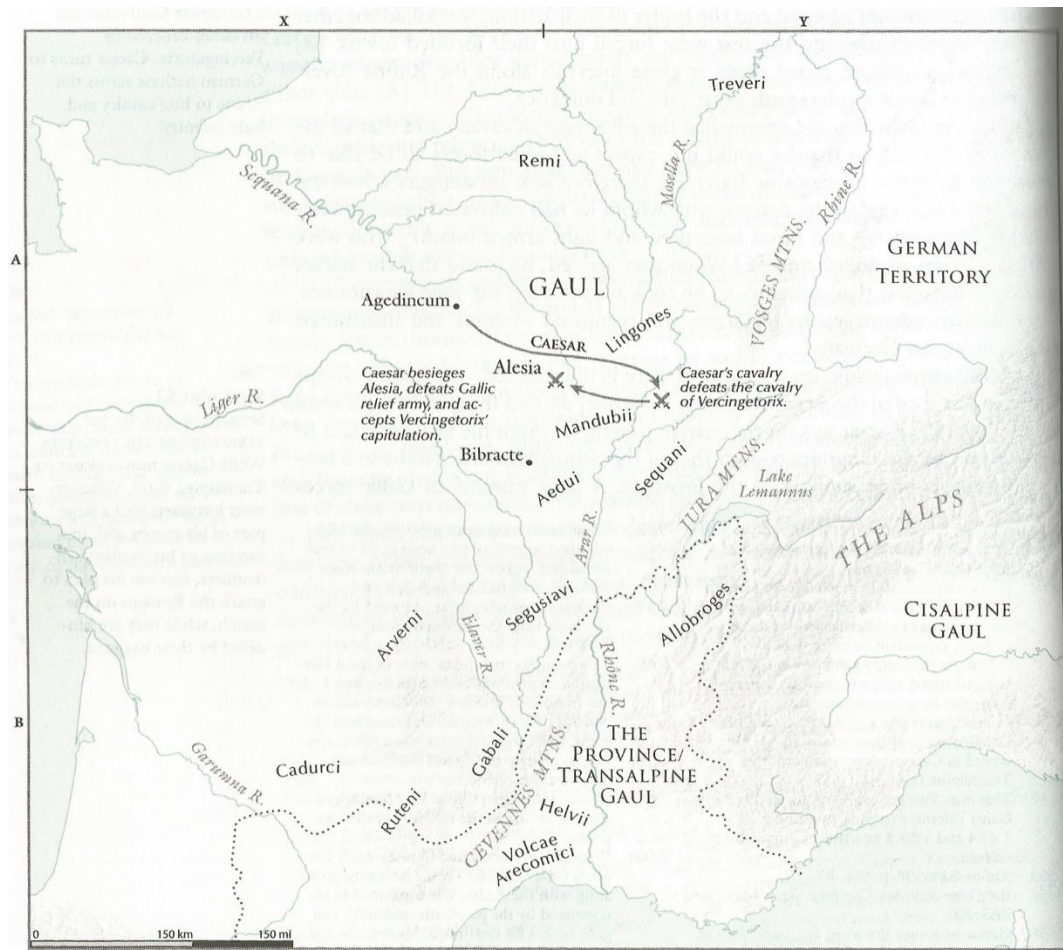 X
Y
Treveri
Remi
Mosella R.
Sequana R.
Rhine R.
VOSGES MTNS.
A
GERMAN
TERRITORY
GAUL
Agedincum
Lingones
CAESAR
Alesia
Caesar besieges
Alesia, defeats Gallic
relief army, and ac-
cepts Vercingetorix'
capitulation.
Caesar's cavalry
defeats the cavalry
of Vercingetorix.
Liger R.
Mandubii
Bibracte
Sequani
Aedui
JURA MTNS.
Lake
Lemannus
THE ALPS
Arar R.
Segusiavi
Allobroges
CISALPINE
GAUL
Arverni
Elaver R.
Rhône R.
B
THE
PROVINCE/
TRANSALPINE
GAUL
Gabali
Garumna R.
Cadurci
CEVENNES MTNS.
Ruteni
Helvii
Volcae
Arecomici
0
150 km
150 mi